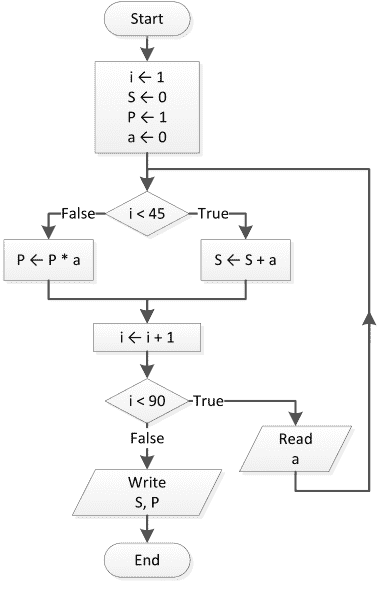 Start
i ← 1
S ← 0
P ← 1
a ← 0
i < 45
False
True
P ← P * a
S ← S + a
i ← i + 1
i < 90
True
False
Read
a
Write
S, P
End